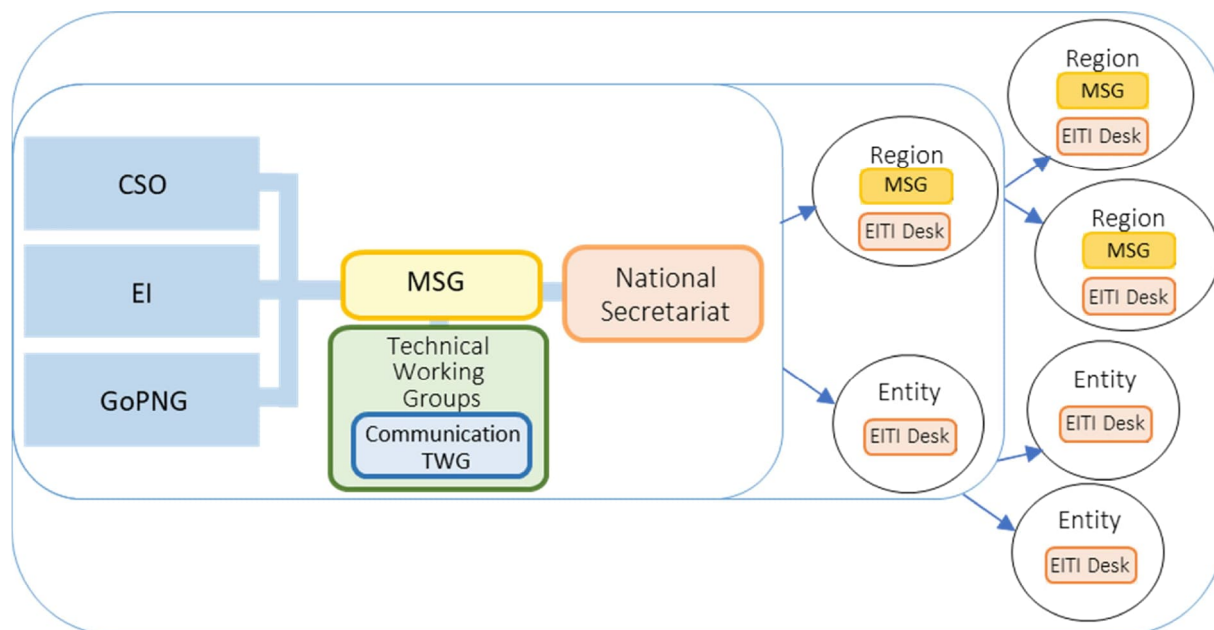 CSO
EI
GoPNG
MSG
Technical
Working
Groups
Communication
TWG
National
Secretariat
Region
MSG
EITI Desk
Entity
EITI Desk
Region
MSG
EITI Desk
Region
MSG
EITI Desk
Entity
EITI Desk
Entity
EITI Desk